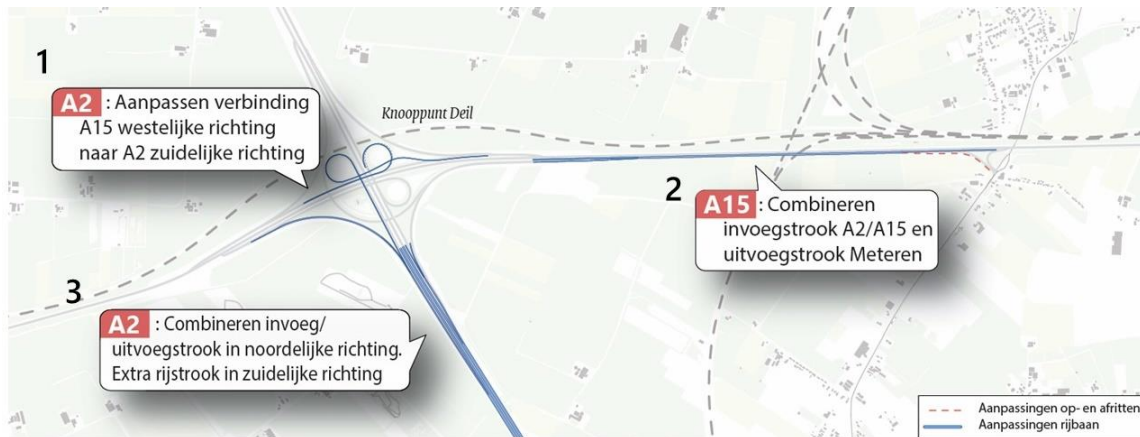 1
A2 : Aanpassen verbinding
A15 westelijke richting
naar A2 zuidelijke richting
Knooppunt Deil
2
A15 : Combineren
invoegstrook A2/A15 en
uitvoegstrook Meteren
3
A2 : Combineren invoeg/
uitvoegstrook in noordelijke richting.
Extra rijstrook in zuidelijke richting
Aanpassingen op- en afritten
Aanpassingen rijbaan